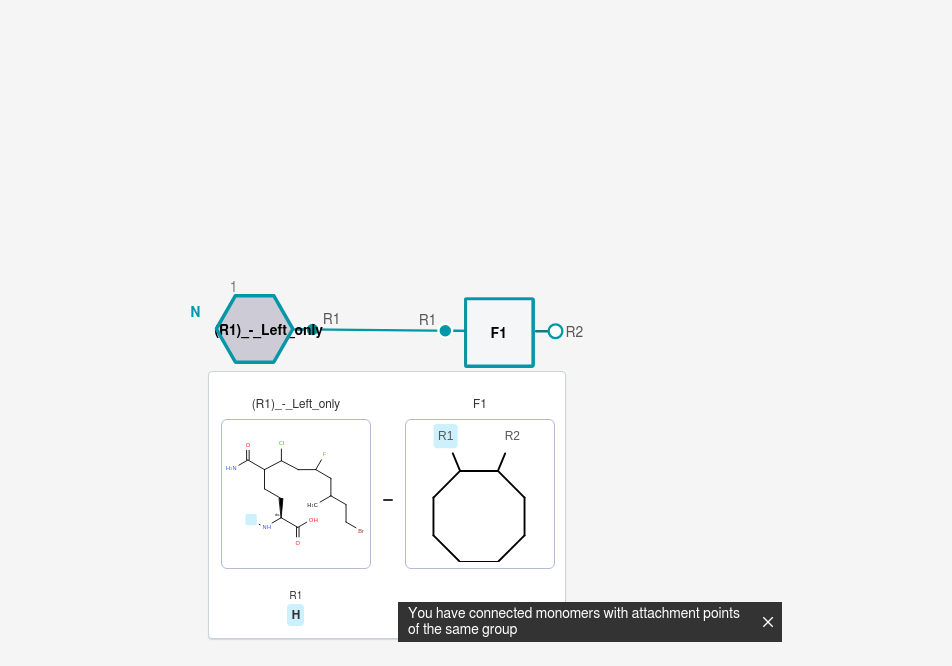 1
N
(R1)_-_Left_only
R1
R1
F1
R2
(R1)_-_Left_only
F1
R1
R2
O
Cl
F
H₂N
H₃C
NH
OH
O
Br
R1
H
You have connected monomers with attachment points
of the same group